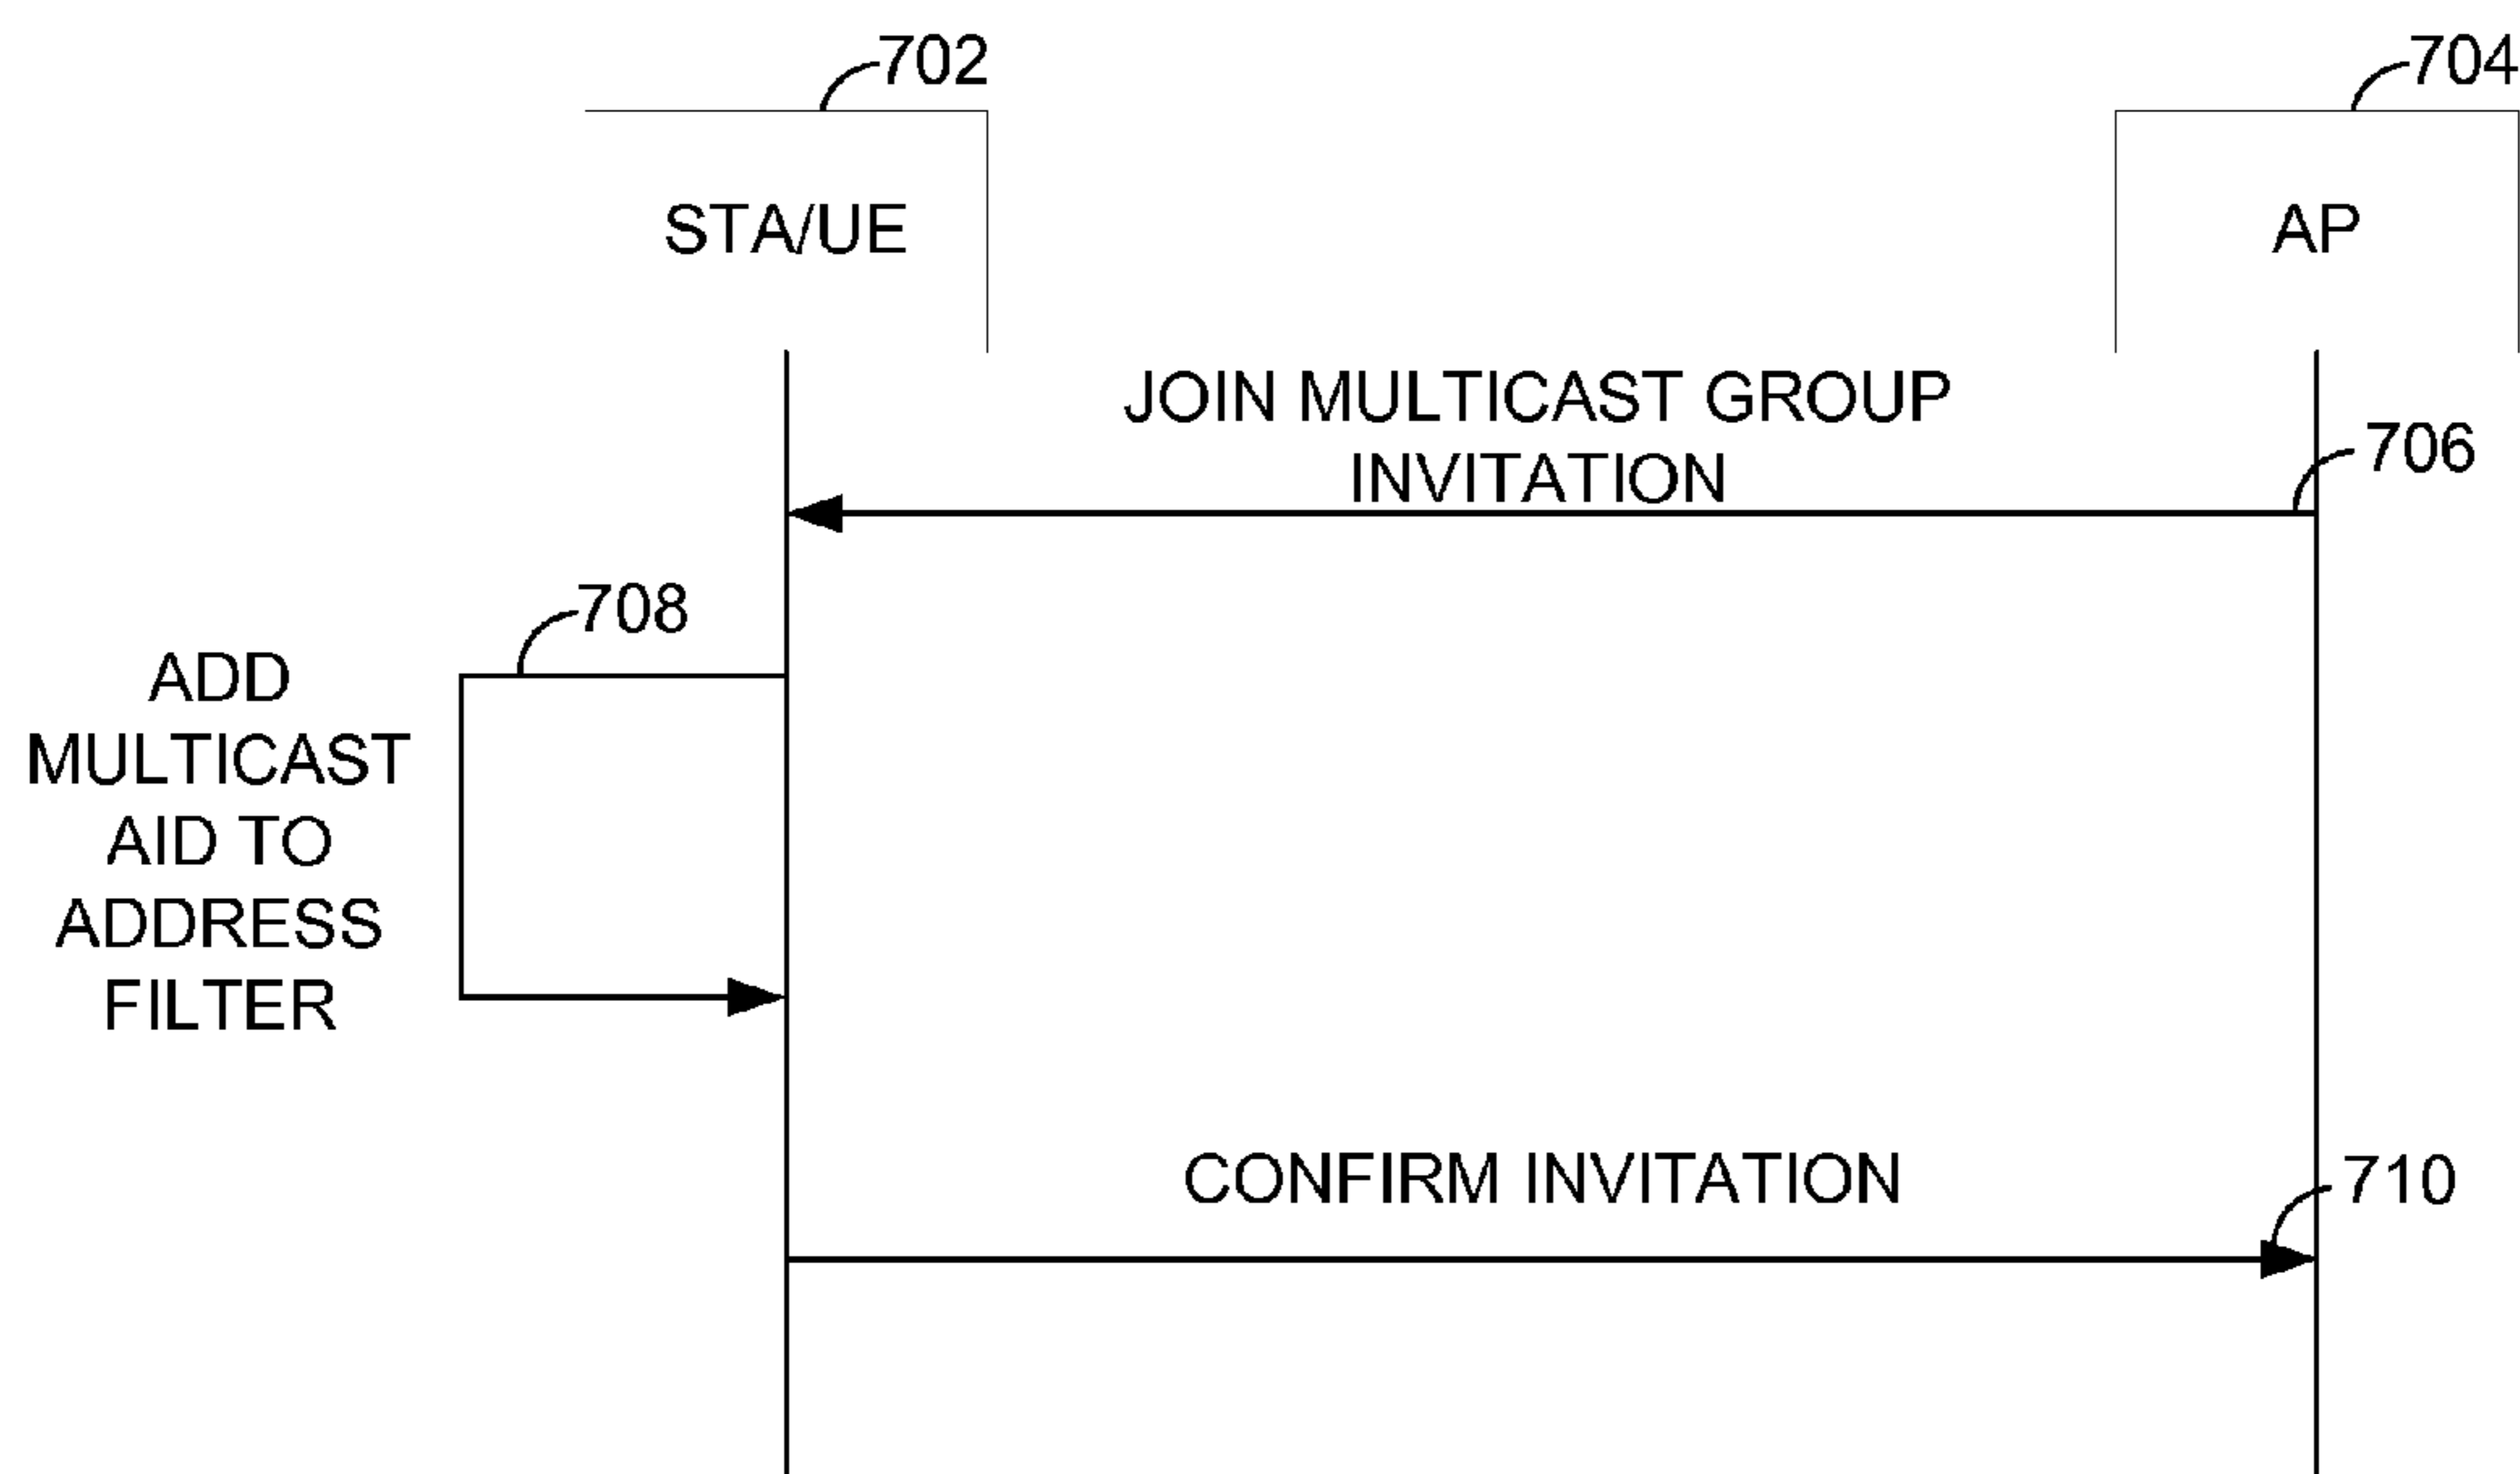 702
704
STA/UE
AP
JOIN MULTICAST GROUP
INVITATION
706
708
ADD
MULTICAST
AID TO
ADDRESS
FILTER
CONFIRM INVITATION
710